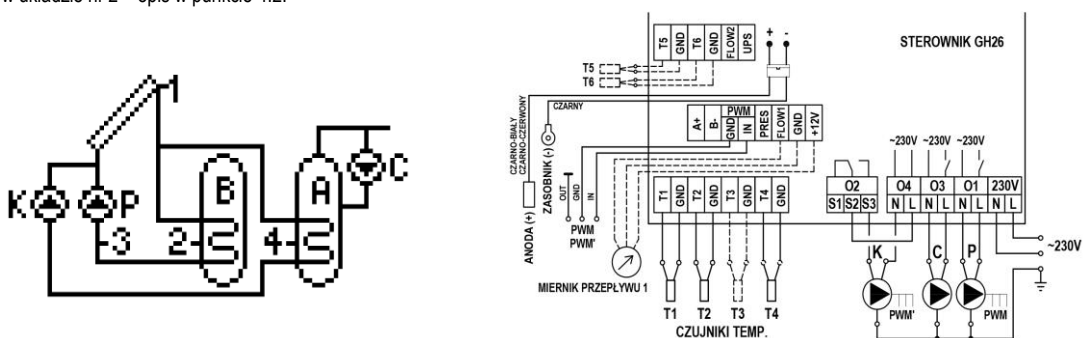 w układzie nr 2 – opis w punkcie 4.2.
1
K
P
B
A
C
3
2
4
STEROWNIK GH26
T5
GND
T6
GND
FLOW2
UPS
+
-
T5
T6
CZARNY
CZARNO-BIAŁY
CZARNO-CZERWONY
ZASOBNIK (-)
ANODA (+)
A+
B-
PWM
GND
IN
PRES
FLOW1
GND
+12V
OUT
GND
IN
PWM
PWM'
MIERNIK PRZEPŁYWU 1
T1
GND
T2
GND
T3
GND
T4
GND
T1
T2
T3
T4
CZUJNIKI TEMP.
~230V
~230V
~230V
O2
O4
O3
O1
230V
S1
S2
S3
N
L
N
L
N
L
N
L
~230V
K
C
P
PWM'
PWM